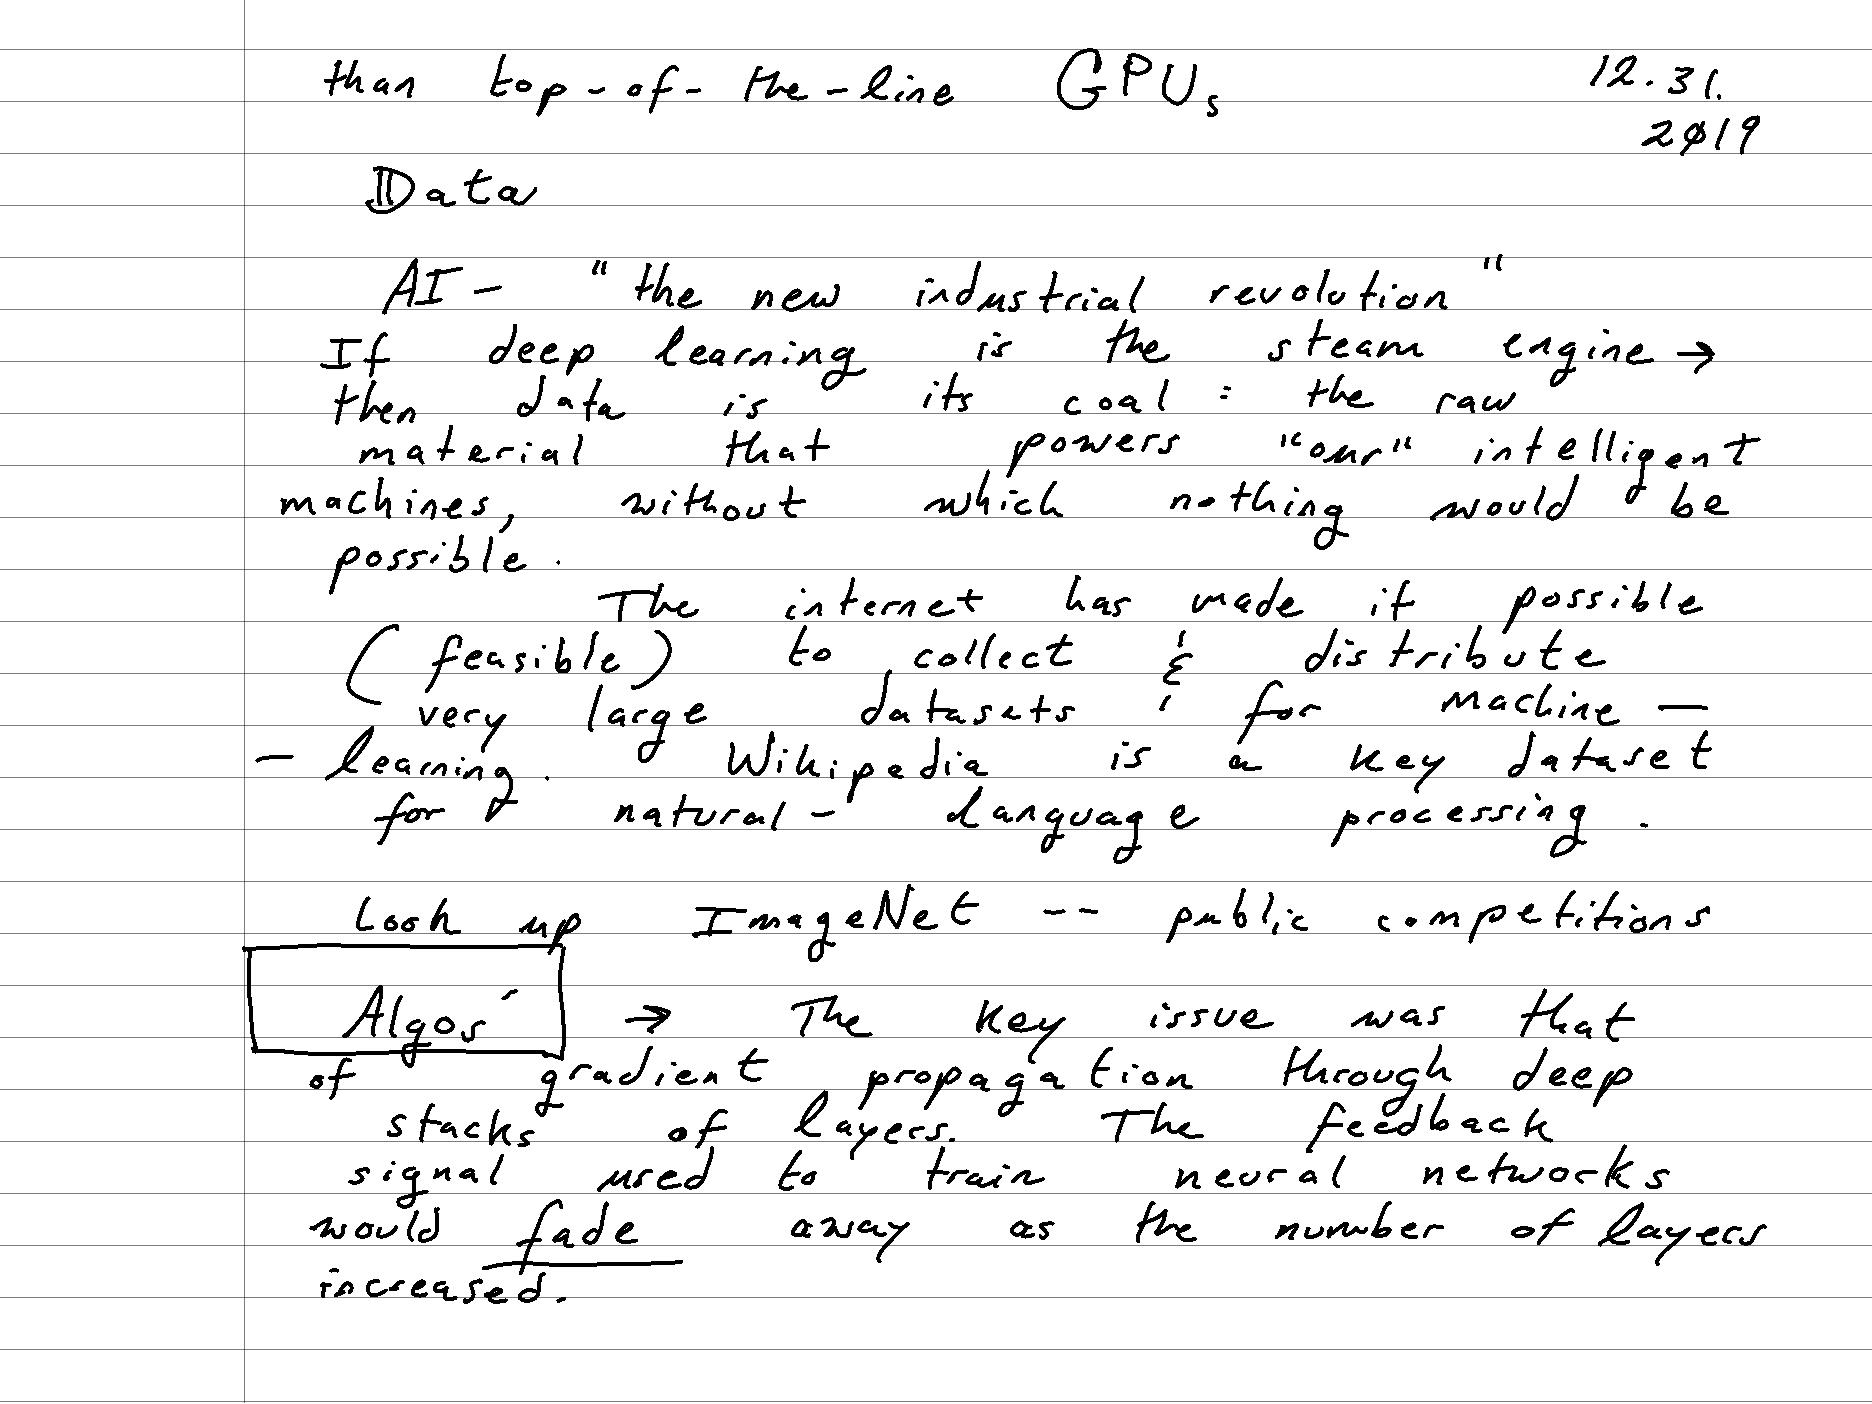 than top-of-the-line GPUs 12.31.
2019
Data
AI - "the new industrial revolution"
If deep learning is the steam engine →
then data is its coal : the raw
material that powers "our" intelligent
machines, without which nothing would be
possible.
The internet has made it possible
(feasible) to collect & distribute
very large datasets for machine -
- learning. Wikipedia is a key dataset
for natural - language processing.
Look up ImageNet -- public competitions
Algos → The key issue was that
of gradient propagation through deep
stacks of layers. The feedback
signal used to train neural networks
would fade away as the number of layers
increased.